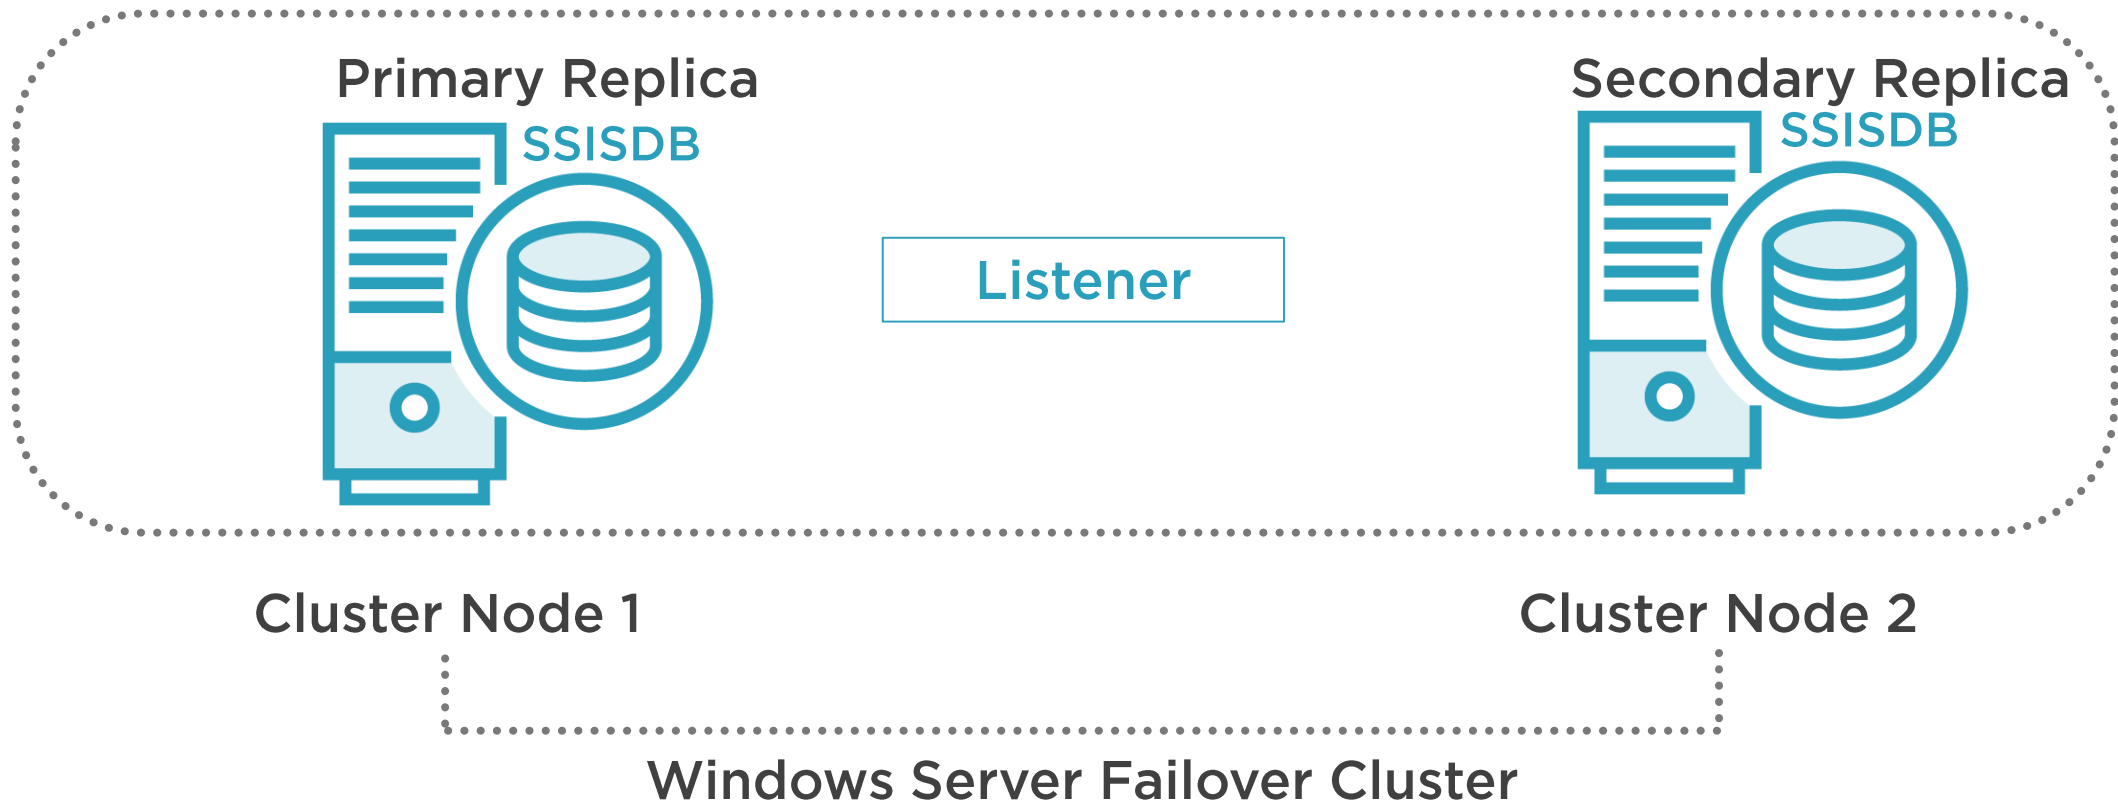 Primary Replica
SSISDB
Secondary Replica
SSISDB
Listener
Cluster Node 1
Cluster Node 2
Windows Server Failover Cluster